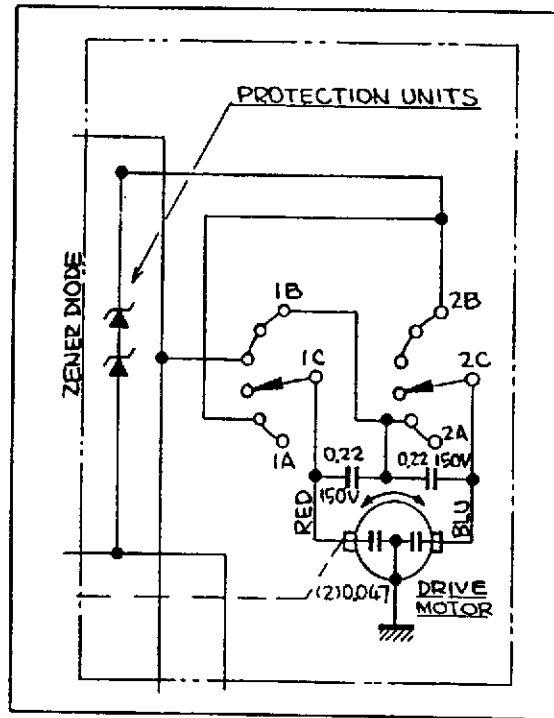 PROTECTION UNITS
ZENER DIODE
1B
2B
1C
2C
1A
2A
0,22
150V
0,22
150V
RED
BLU
(2)0,047
DRIVE
MOTOR